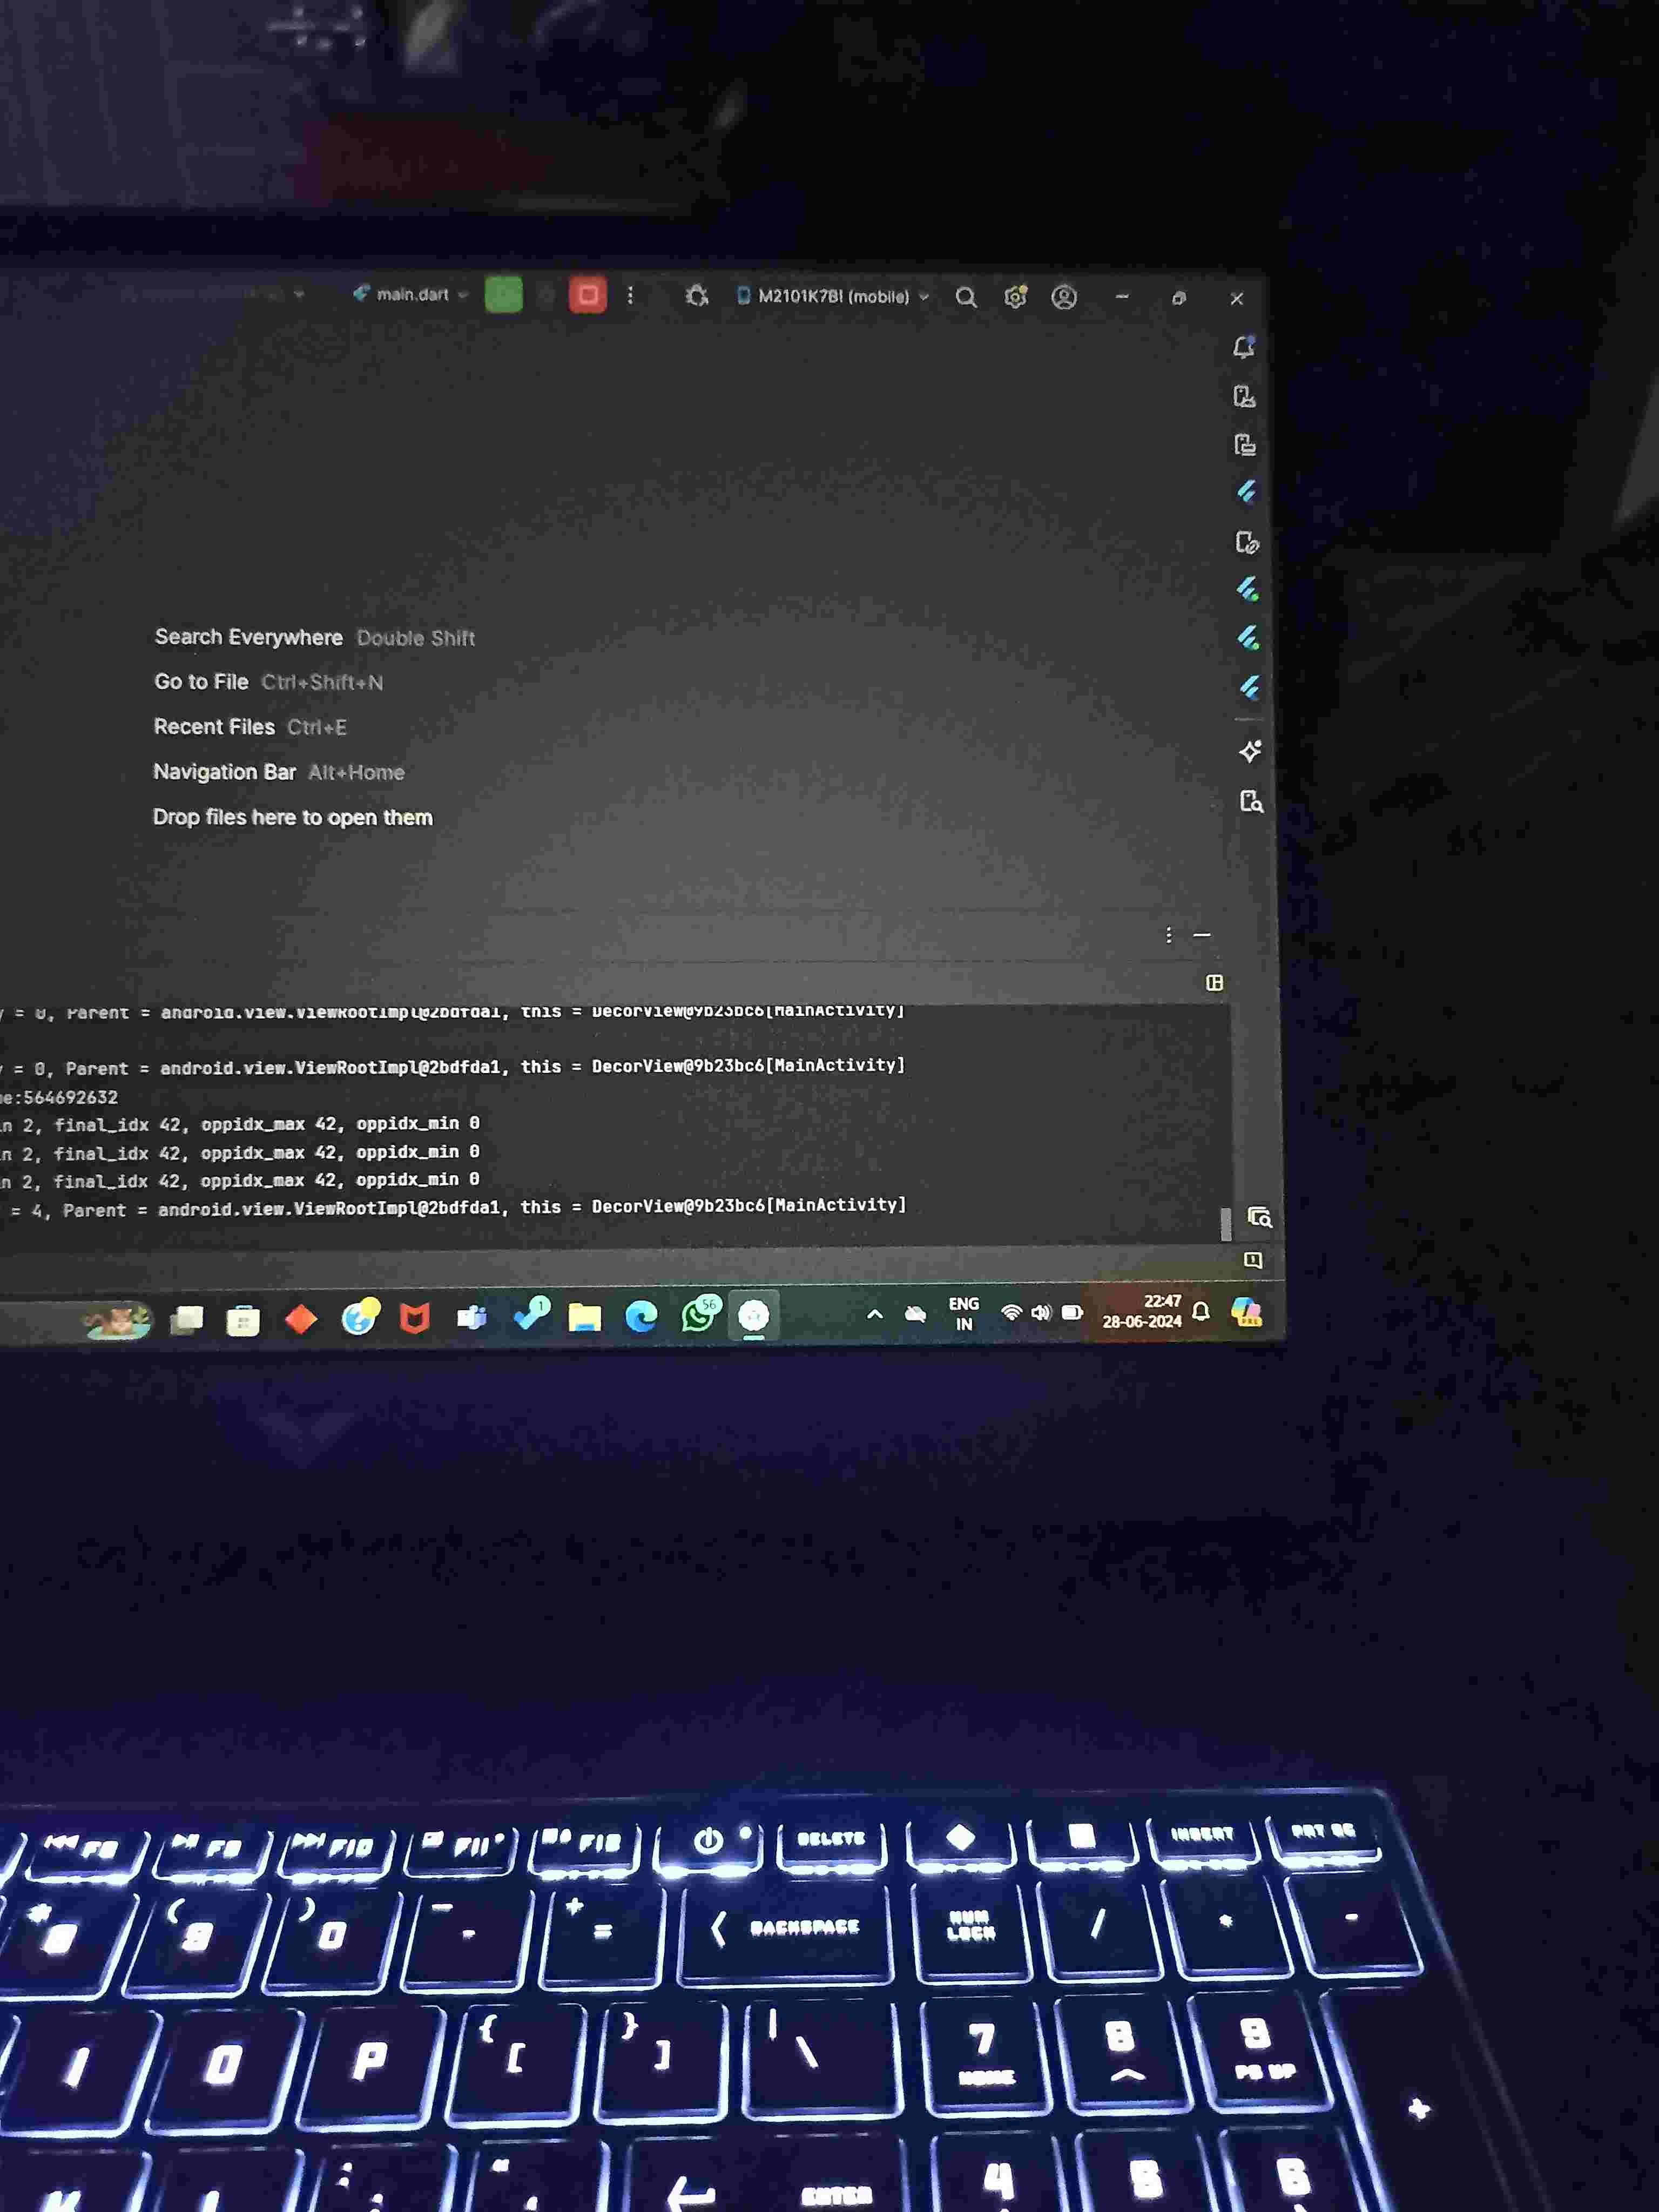 main.dart
M2101K7BI (mobile)
Search Everywhere Double Shift
Go to File Ctrl+Shift+N
Recent Files Ctrl+E
Navigation Bar Alt+Home
Drop files here to open them
= 0, Parent = android.view.ViewRootImpl@2bdfda1, this = DecorView@9b23bc6[MainActivity]
= 0, Parent = android.view.ViewRootImpl@2bdfda1, this = DecorView@9b23bc6[MainActivity]
e:564692632
n 2, final_idx 42, oppidx_max 42, oppidx_min 0
n 2, final_idx 42, oppidx_max 42, oppidx_min 0
n 2, final_idx 42, oppidx_max 42, oppidx_min 0
= 4, Parent = android.view.ViewRootImpl@2bdfda1, this = DecorView@9b23bc6[MainActivity]
1
56
ENG
IN
22:47
28-06-2024
PRE
F10 F11 F12 DELETE INSERT PRT SC
* 8 ( 9 ) 0 - + = BACKSPACE NUM LOCK / * -
I O P { [ } ] | \ 7 HOME 8 9 PG UP
K L : ; " ' ENTER 4 5 6
+